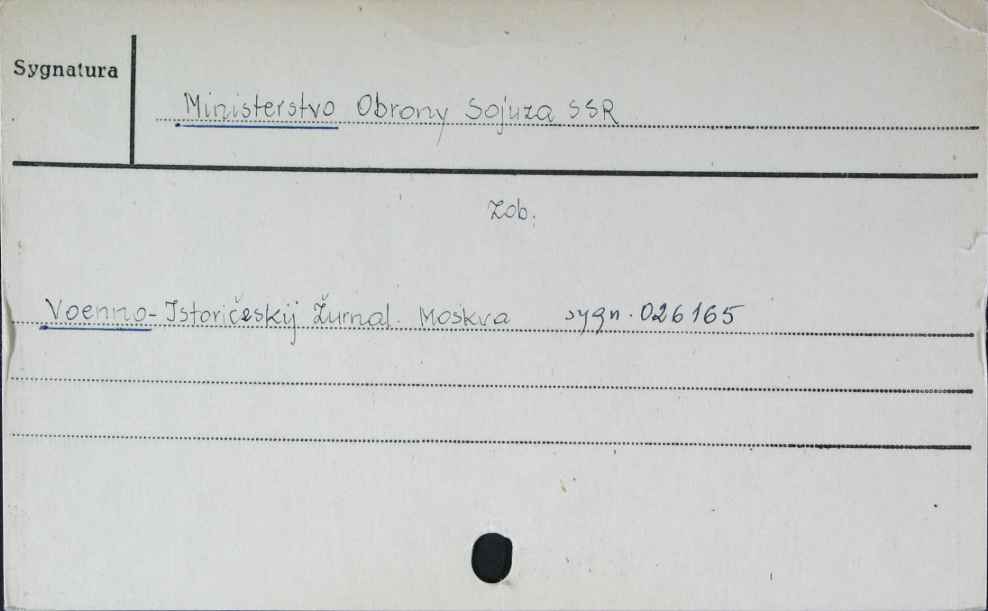 Sygnatura
Ministerstvo Obrony Sojuza SSR
Zob.
Voenno-Istoričeskij Žurnal. Moskva sygn. 026165